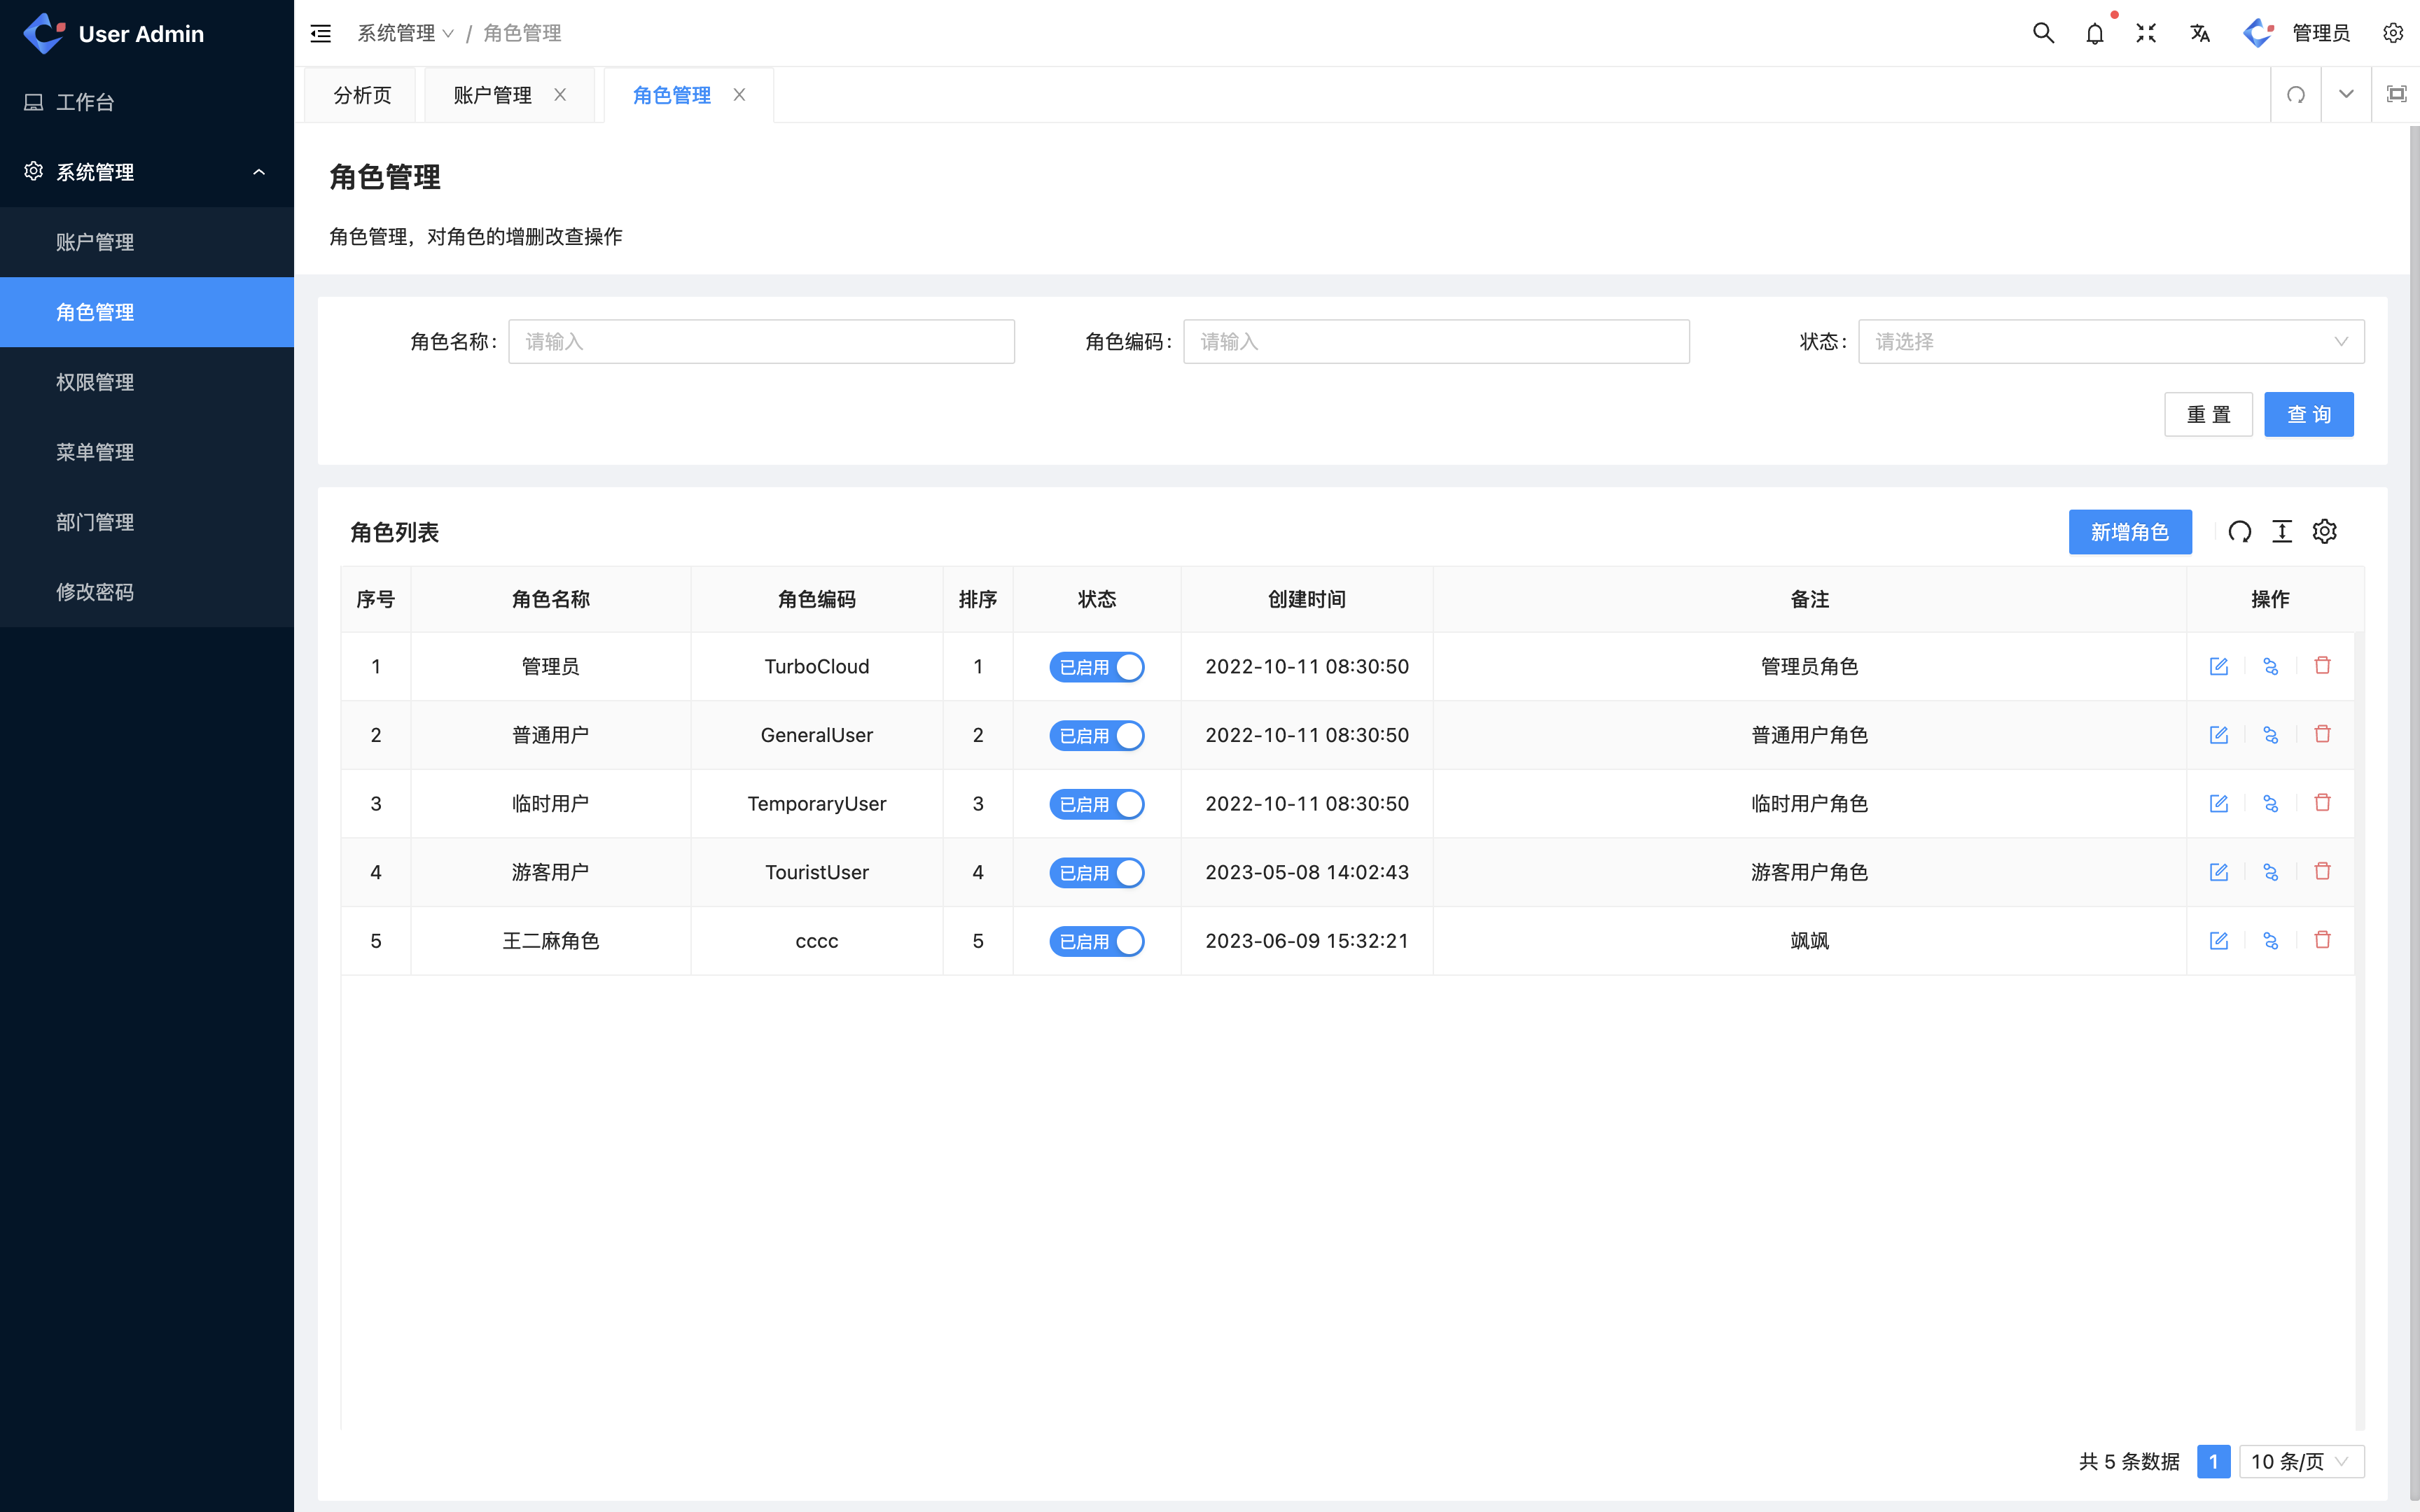 User Admin
系统管理 / 角色管理
管理员
工作台
系统管理
账户管理
角色管理
权限管理
菜单管理
部门管理
修改密码
分析页 账户管理 角色管理
角色管理
角色管理，对角色的增删改查操作
角色名称： 请输入 角色编码： 请输入 状态： 请选择
重 置 查 询
角色列表 新增角色
序号 角色名称 角色编码 排序 状态 创建时间 备注 操作
1 管理员 TurboCloud 1 已启用 2022-10-11 08:30:50 管理员角色
2 普通用户 GeneralUser 2 已启用 2022-10-11 08:30:50 普通用户角色
3 临时用户 TemporaryUser 3 已启用 2022-10-11 08:30:50 临时用户角色
4 游客用户 TouristUser 4 已启用 2023-05-08 14:02:43 游客用户角色
5 王二麻角色 cccc 5 已启用 2023-06-09 15:32:21 飒飒
共 5 条数据 1 10 条/页